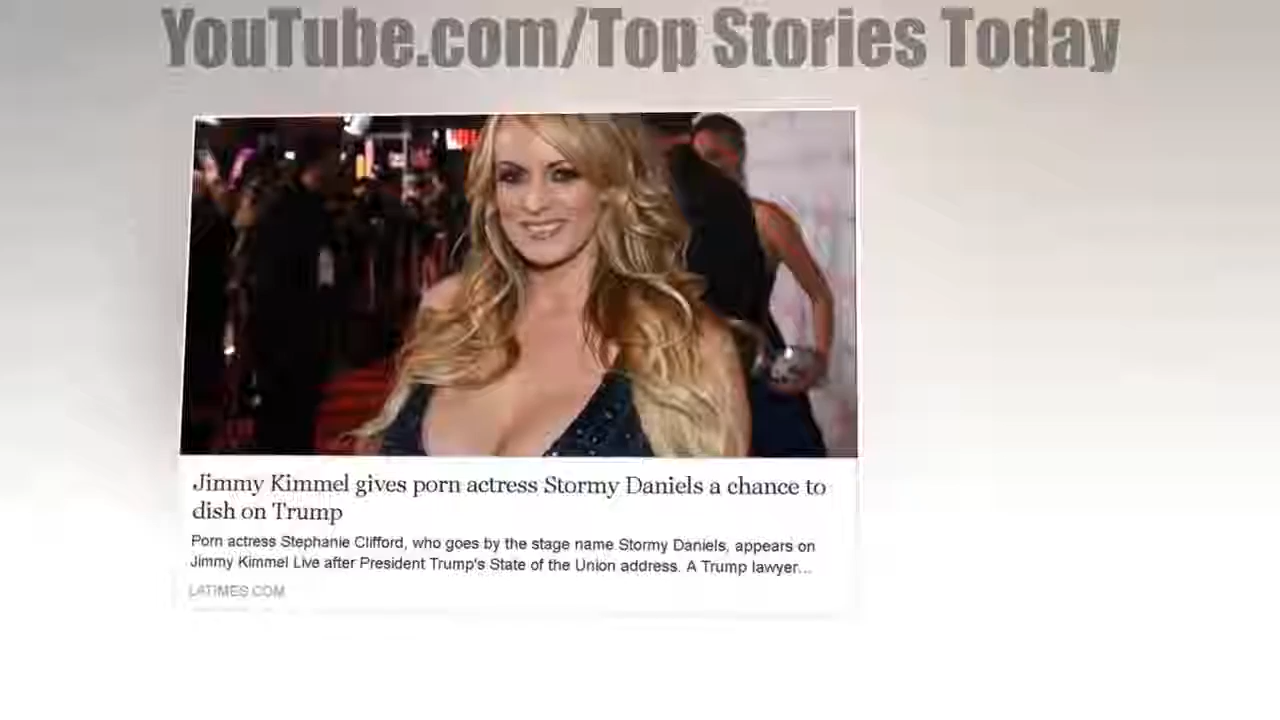 YouTube.com/Top Stories Today
Jimmy Kimmel gives porn actress Stormy Daniels a chance to
dish on Trump
Porn actress Stephanie Clifford, who goes by the stage name Stormy Daniels, appears on
Jimmy Kimmel Live after President Trump's State of the Union address. A Trump lawyer...
LATIMES.COM